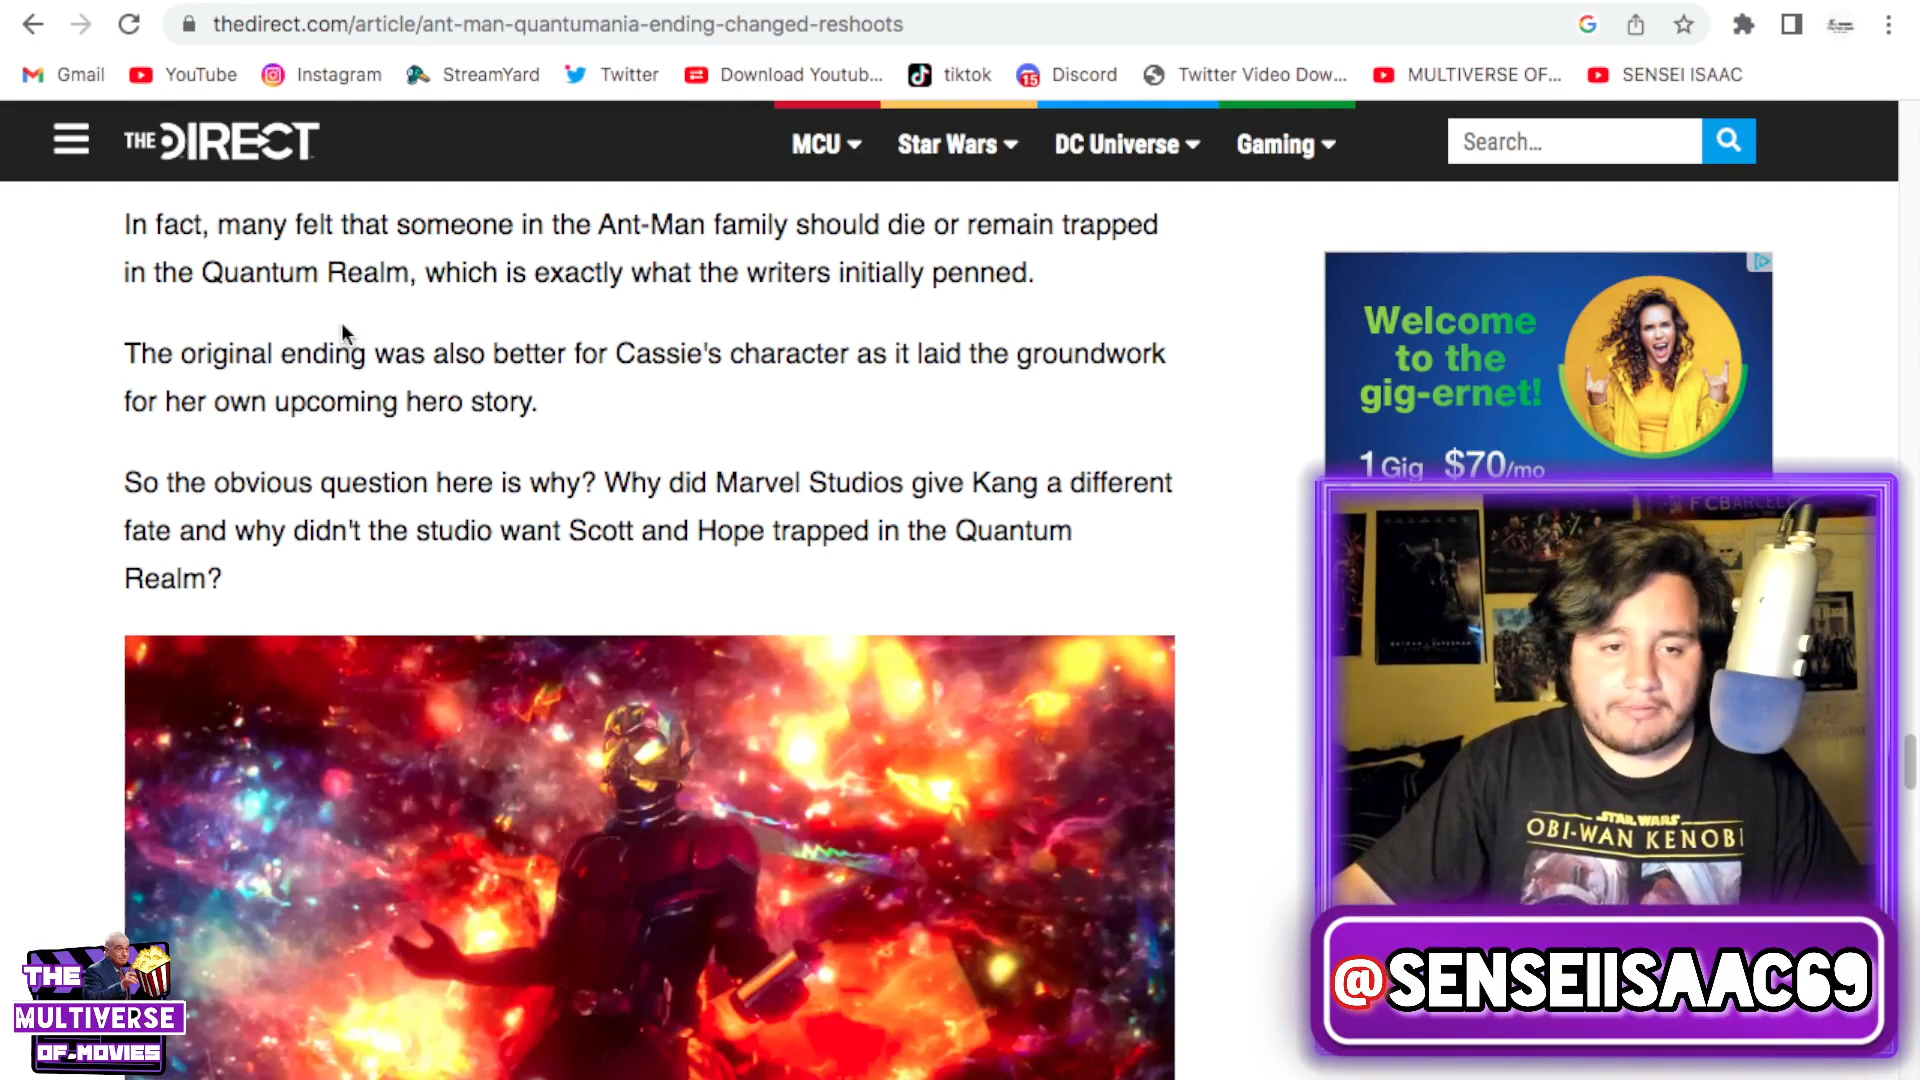 thedirect.com/article/ant-man-quantumania-ending-changed-reshoots
Gmail YouTube Instagram StreamYard Twitter Download Youtub... tiktok 15 Discord Twitter Video Dow... MULTIVERSE OF... SENSEI ISAAC
THE DIRECT MCU Star Wars DC Universe Gaming Search...
In fact, many felt that someone in the Ant-Man family should die or remain trapped
in the Quantum Realm, which is exactly what the writers initially penned.
The original ending was also better for Cassie's character as it laid the groundwork
for her own upcoming hero story.
So the obvious question here is why? Why did Marvel Studios give Kang a different
fate and why didn't the studio want Scott and Hope trapped in the Quantum
Realm?
Welcome
to the
gig-ernet!
1 Gig $70/mo
STAR WARS
OBI-WAN KENOBI
@SENSEIISAAC69
THE
MULTIVERSE
OF MOVIES